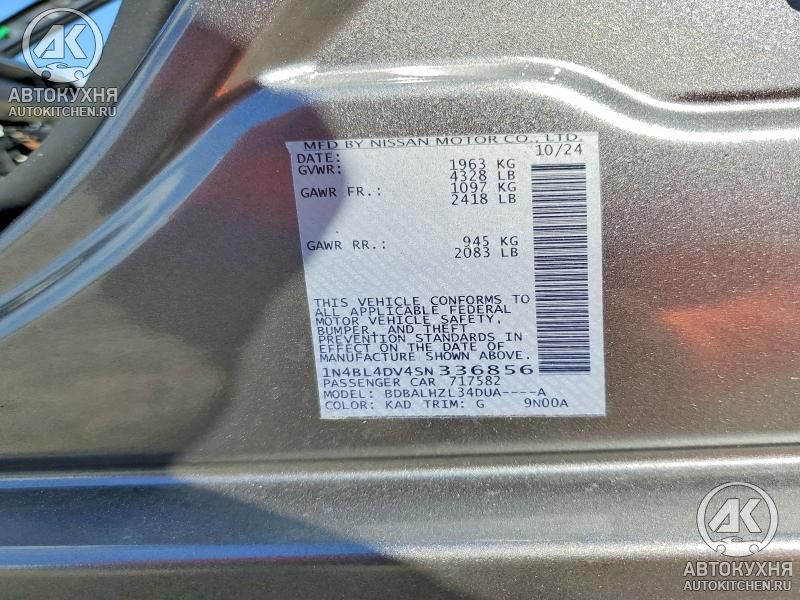 АК
АВТОКУХНЯ
AUTOKITCHEN.RU
MFD BY NISSAN MOTOR CO., LTD.
DATE: 10/24
GVWR: 1963 KG
4328 LB
GAWR FR.: 1097 KG
2418 LB
GAWR RR.: 945 KG
2083 LB
THIS VEHICLE CONFORMS TO
ALL APPLICABLE FEDERAL
MOTOR VEHICLE SAFETY,
BUMPER, AND THEFT
PREVENTION STANDARDS IN
EFFECT ON THE DATE OF
MANUFACTURE SHOWN ABOVE.
1N4BL4DV4SN336856
PASSENGER CAR 717582
MODEL: BDBALHZL34DUA----A
COLOR: KAD TRIM: G 9N00A
АК
АВТОКУХНЯ
AUTOKITCHEN.RU